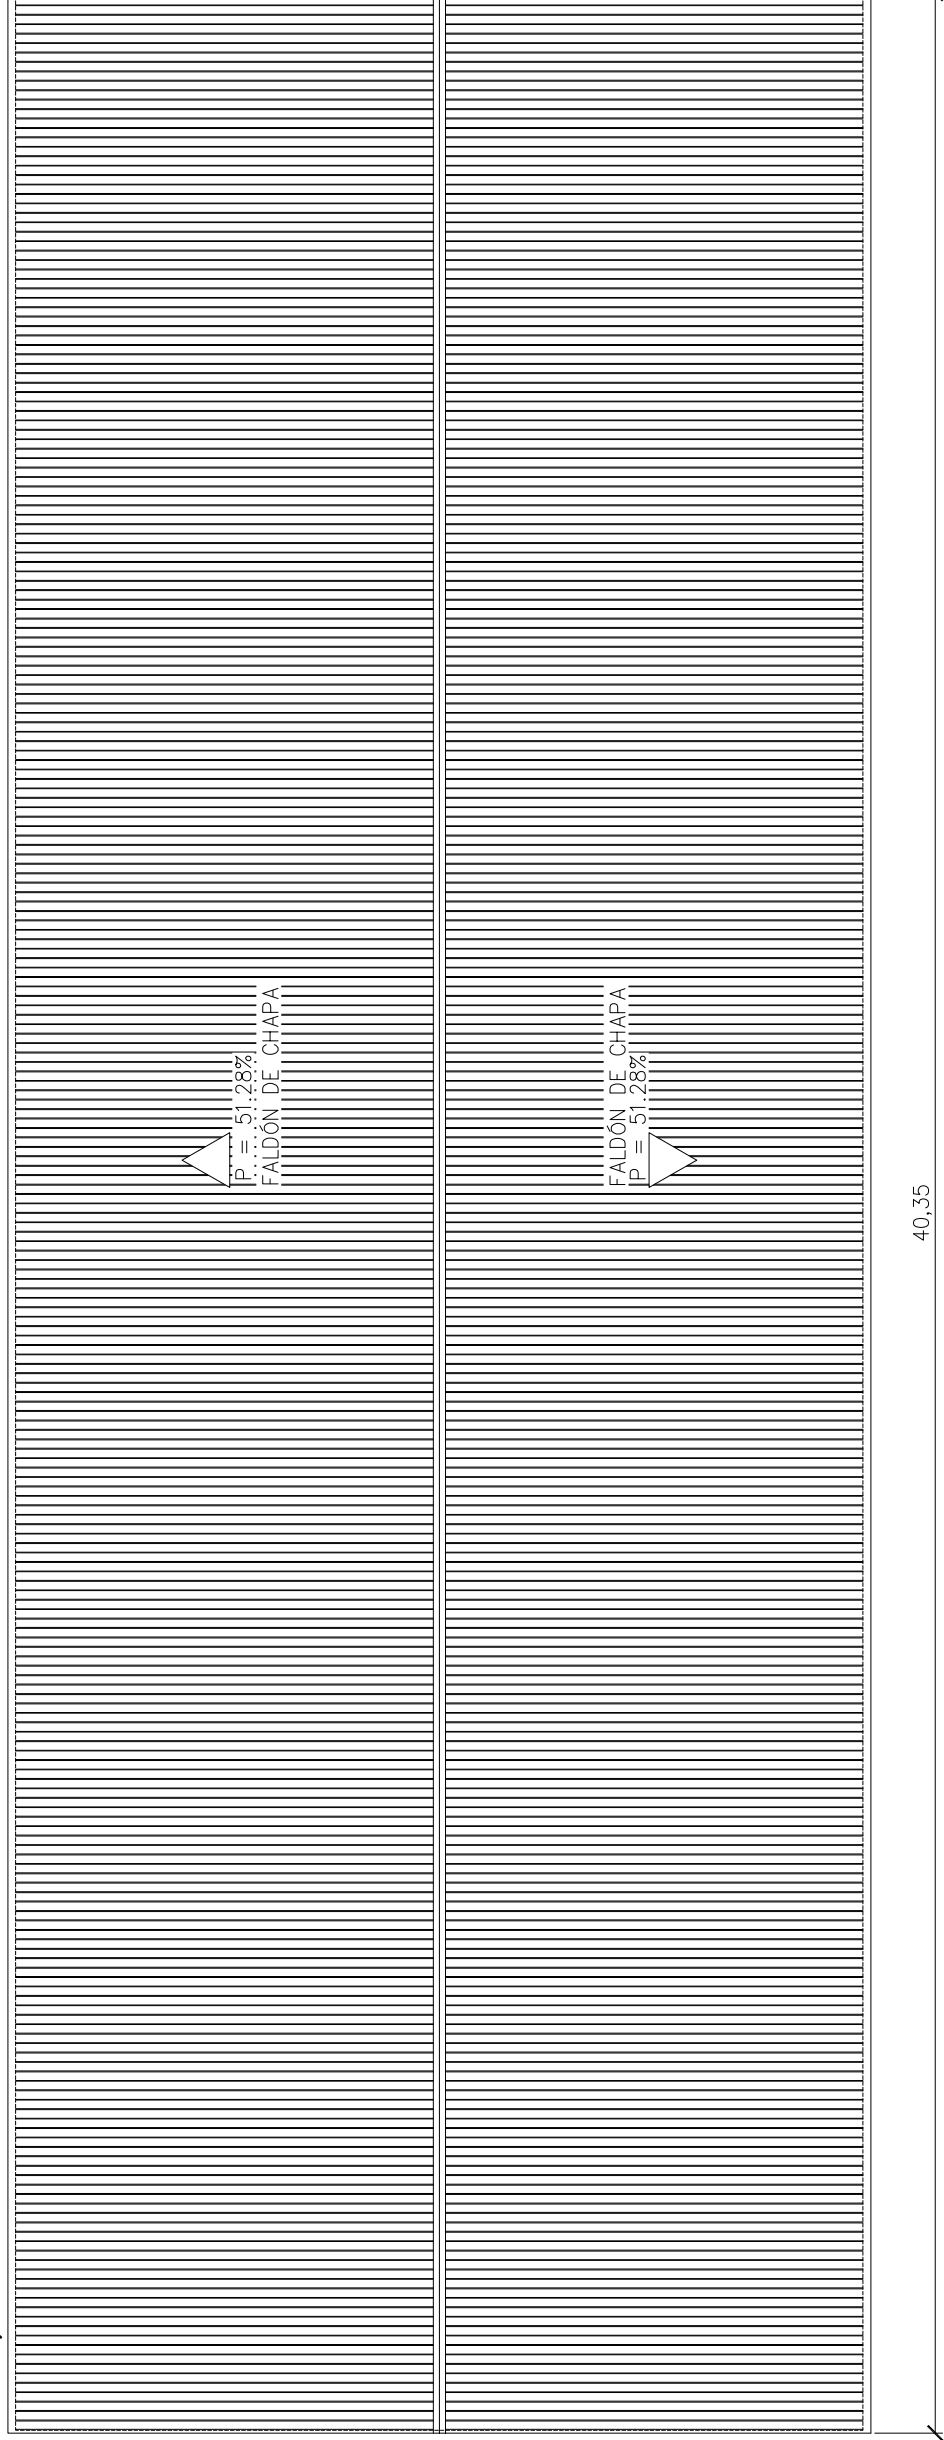 P = 51.28%
FALDÓN DE CHAPA
FALDÓN DE CHAPA
P = 51.28%
40,35